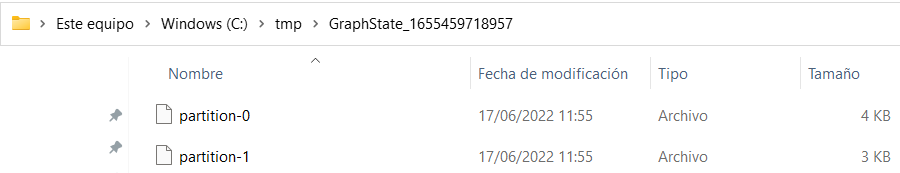 Este equipo > Windows (C:) > tmp > GraphState_1655459718957
Nombre Fecha de modificación Tipo Tamaño
partition-0 17/06/2022 11:55 Archivo 4 KB
partition-1 17/06/2022 11:55 Archivo 3 KB